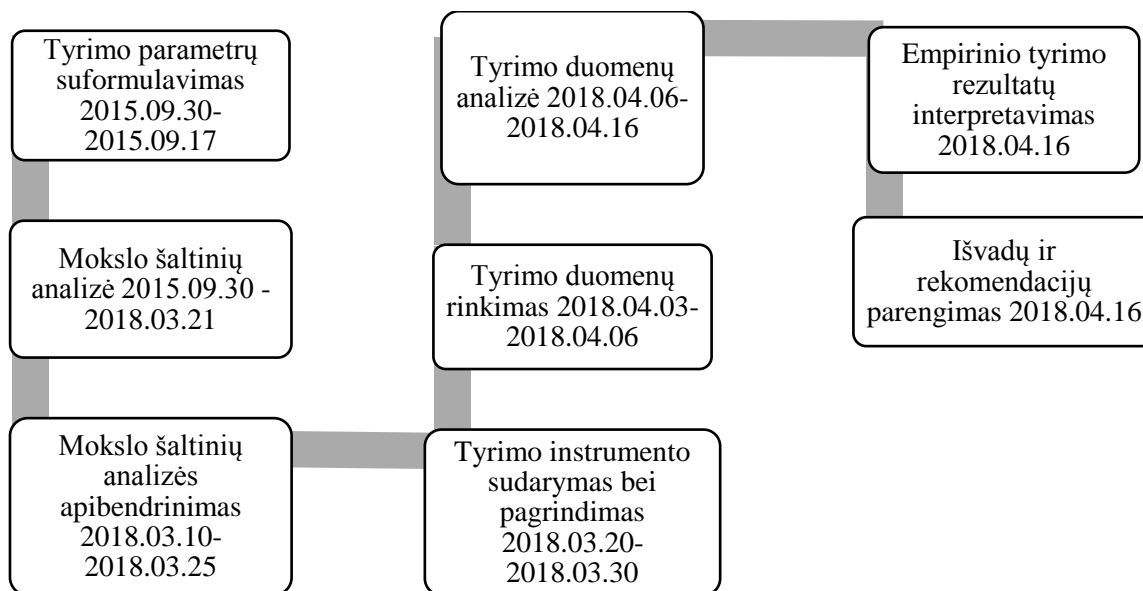 Tyrimo parametrų
suformulavimas
2015.09.30-
2015.09.17
Mokslo šaltinių
analizė 2015.09.30 -
2018.03.21
Mokslo šaltinių
analizės
apibendrinimas
2018.03.10-
2018.03.25
Tyrimo instrumento
sudarymas bei
pagrindimas
2018.03.20-
2018.03.30
Tyrimo duomenų
rinkimas 2018.04.03-
2018.04.06
Tyrimo duomenų
analizė 2018.04.06-
2018.04.16
Empirinio tyrimo
rezultatų
interpretavimas
2018.04.16
Išvadų ir
rekomendacijų
parengimas 2018.04.16